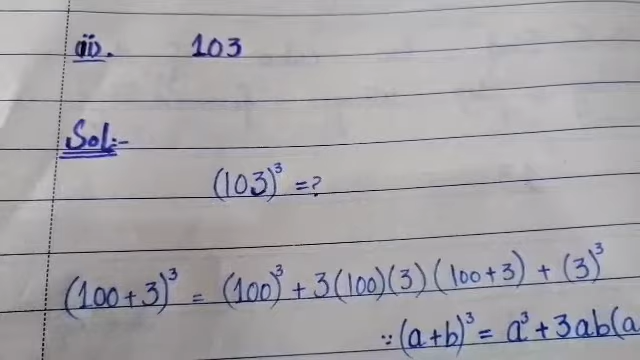 (ii). 103
Sol:-
(103)³ = ?
(100+3)³ = (100)³ + 3(100)(3)(100+3) + (3)³
∵ (a+b)³ = a³ + 3ab(a